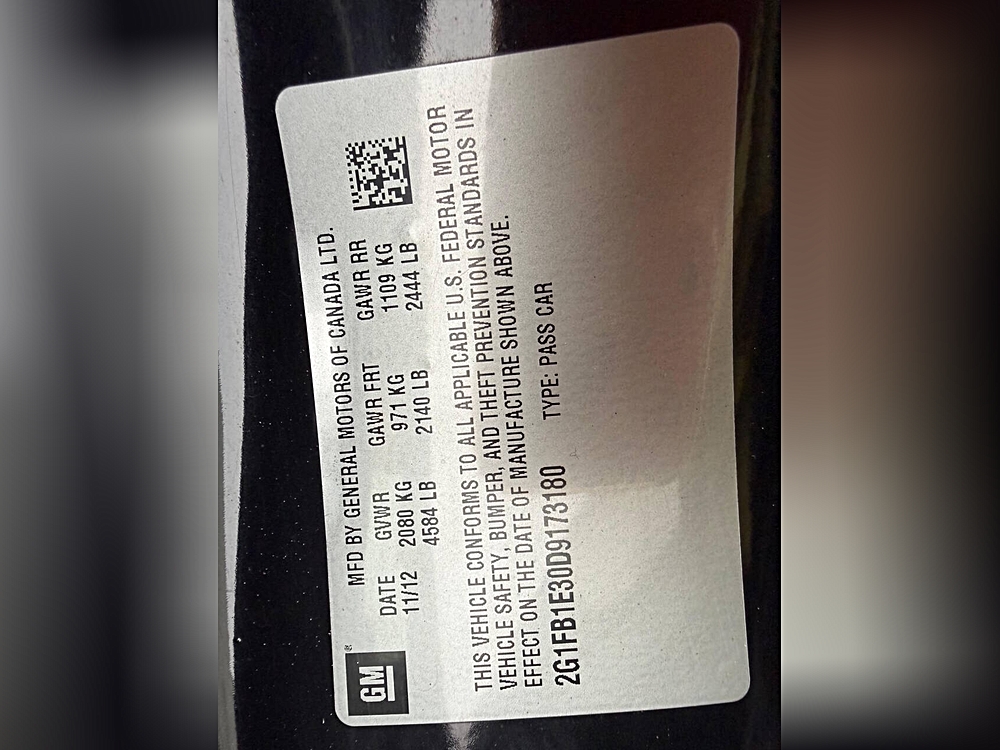 GM®
MFD BY GENERAL MOTORS OF CANADA LTD.
DATE GVWR GAWR FRT GAWR RR
11/12 2080 KG 971 KG 1109 KG
4584 LB 2140 LB 2444 LB
THIS VEHICLE CONFORMS TO ALL APPLICABLE U.S. FEDERAL MOTOR
VEHICLE SAFETY, BUMPER, AND THEFT PREVENTION STANDARDS IN
EFFECT ON THE DATE OF MANUFACTURE SHOWN ABOVE.
2G1FB1E30D9173180 TYPE: PASS CAR